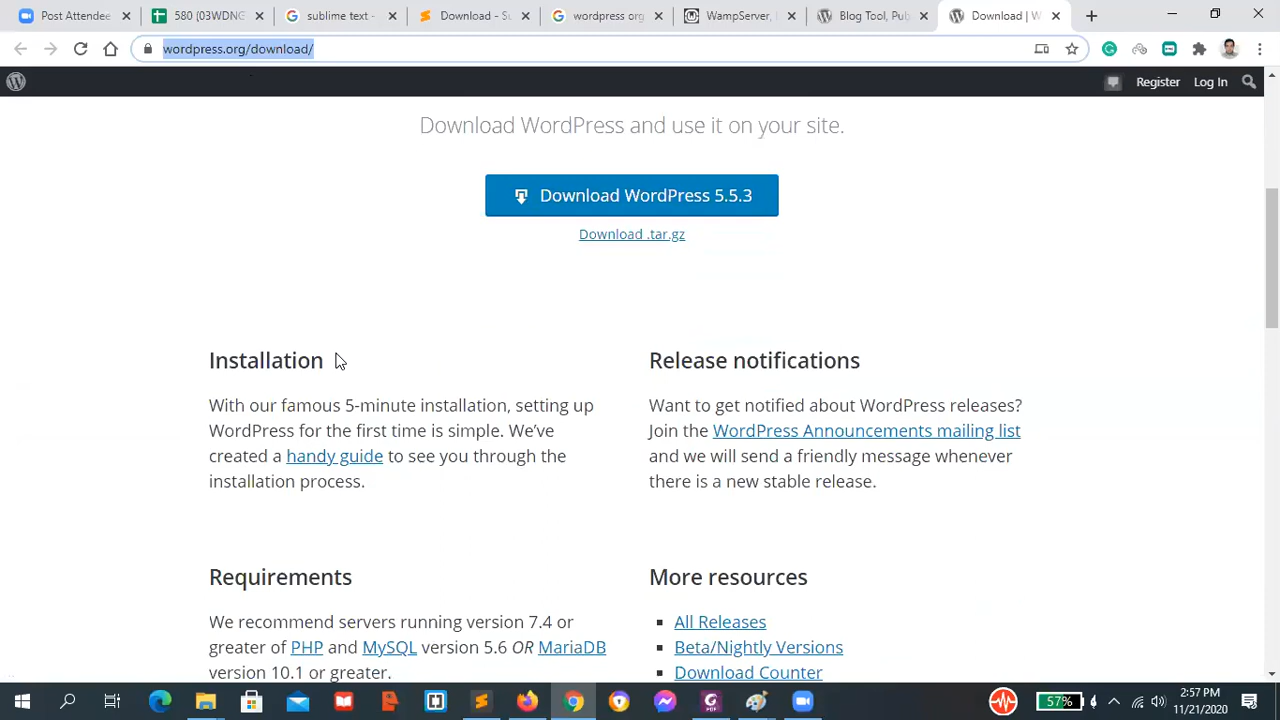 Post Attendee
580 (03WDNG
sublime text -
Download - S
wordpress org
WampServer, 
Blog Tool, Pub
Download | W
wordpress.org/download/
Register
Log In
Download WordPress and use it on your site.
Download WordPress 5.5.3
Download .tar.gz
Installation
With our famous 5-minute installation, setting up
WordPress for the first time is simple. We've
created a handy guide to see you through the
installation process.
Release notifications
Want to get notified about WordPress releases?
Join the WordPress Announcements mailing list
and we will send a friendly message whenever
there is a new stable release.
Requirements
We recommend servers running version 7.4 or
greater of PHP and MySQL version 5.6 OR MariaDB
version 10.1 or greater.
More resources
All Releases
Beta/Nightly Versions
Download Counter
57%
2:57 PM
11/21/2020